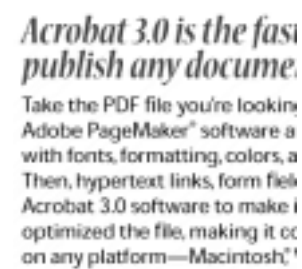 Acrobat 3.0 is the fast
publish any docume
Take the PDF file you're looking
Adobe PageMaker® software a
with fonts, formatting, colors, a
Then, hypertext links, form fiel
Acrobat 3.0 software to make i
optimized the file, making it co
on any platform—Macintosh,"